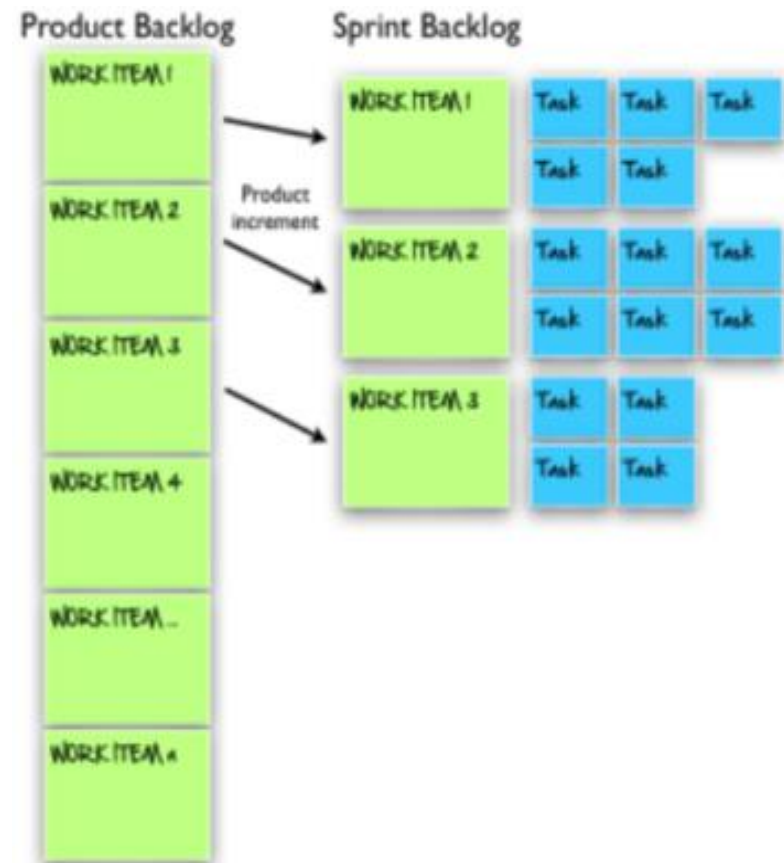 Product Backlog
WORK ITEM 1
WORK ITEM 2
WORK ITEM 3
WORK ITEM 4
WORK ITEM ...
WORK ITEM n
Product
increment
Sprint Backlog
WORK ITEM 1
Task Task Task
Task Task
WORK ITEM 2
Task Task Task
Task Task Task
WORK ITEM 3
Task Task
Task Task